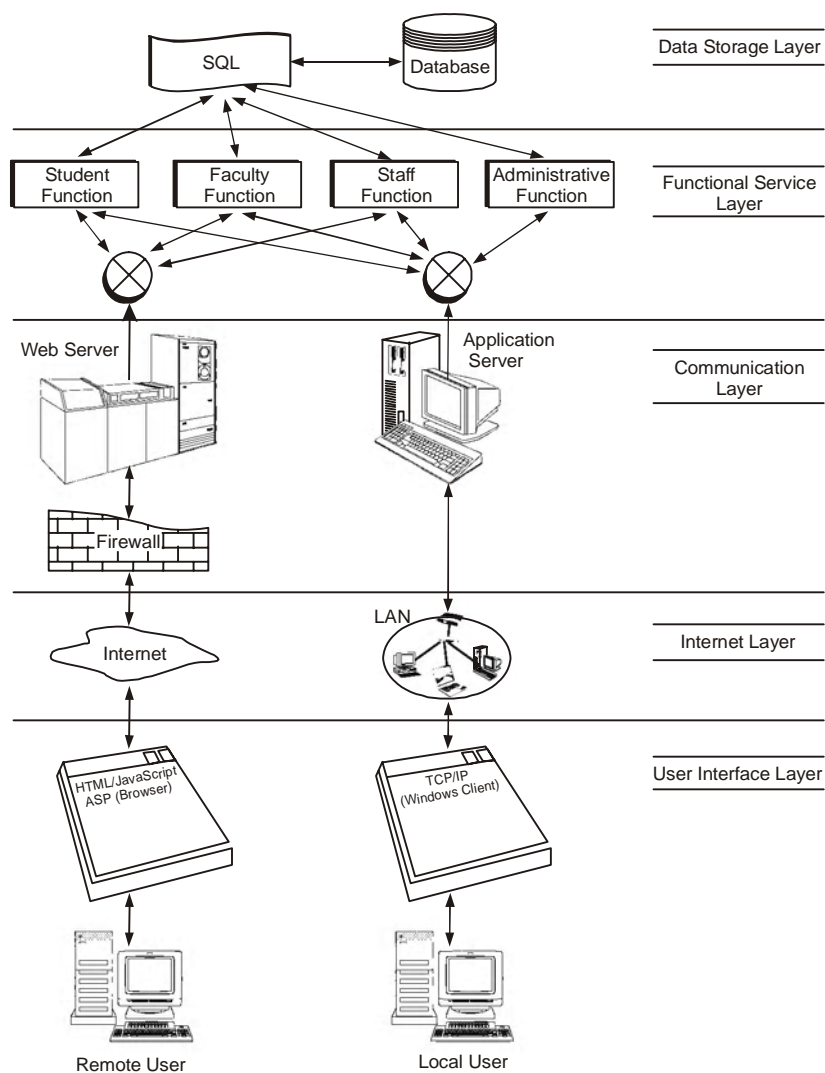 SQL
Database
Data Storage Layer
Student
Function
Faculty
Function
Staff
Function
Administrative
Function
Functional Service
Layer
Web Server
Application
Server
Communication
Layer
Firewall
LAN
Internet
Internet Layer
HTML/JavaScript
ASP (Browser)
TCP/IP
(Windows Client)
User Interface Layer
Remote User
Local User